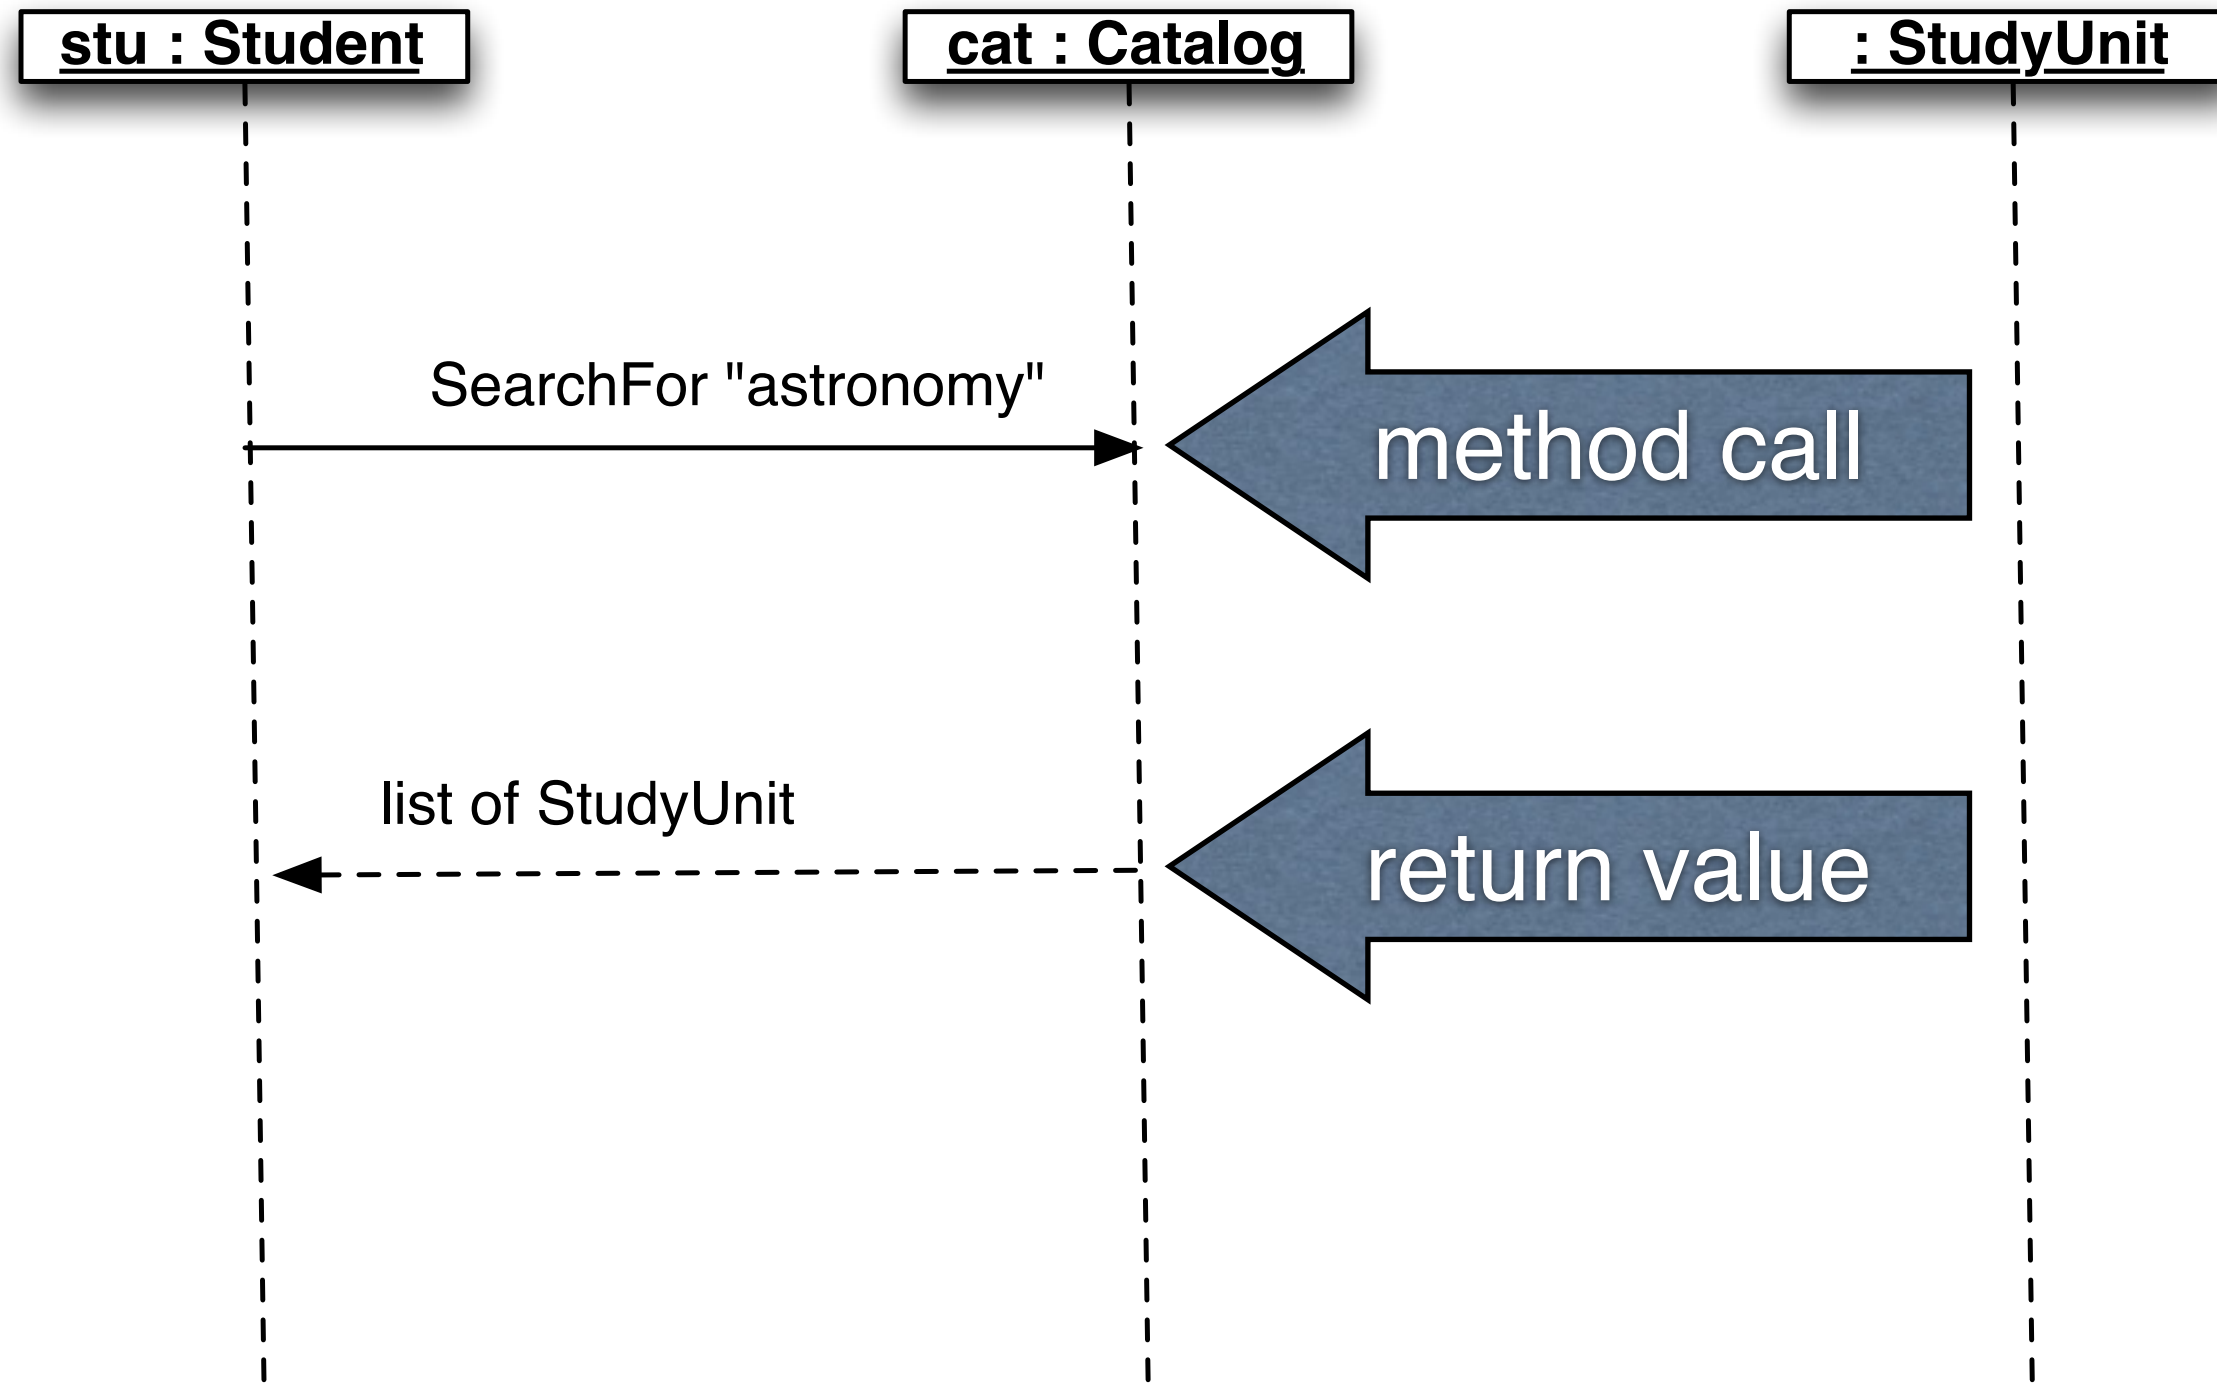 stu : Student
cat : Catalog
: StudyUnit
SearchFor "astronomy"
method call
list of StudyUnit
return value